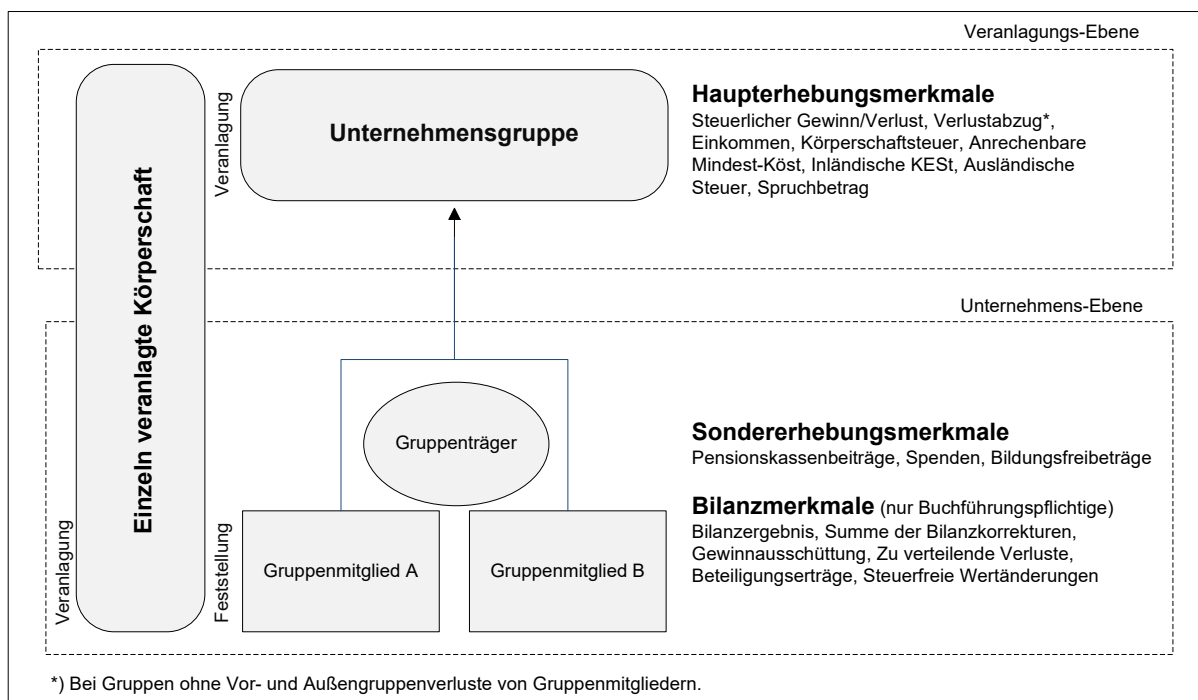 Veranlagungs-Ebene
Einzeln veranlagte Körperschaft
Veranlagung
Unternehmensgruppe
Haupterhebungsmerkmale
Steuerlicher Gewinn/Verlust, Verlustabzug*,
Einkommen, Körperschaftsteuer, Anrechenbare
Mindest-Köst, Inländische KESt, Ausländische
Steuer, Spruchbetrag
Unternehmens-Ebene
Veranlagung
Feststellung
Gruppenträger
Gruppenmitglied A
Gruppenmitglied B
Sondererhebungsmerkmale
Pensionskassenbeiträge, Spenden, Bildungsfreibeträge
Bilanzmerkmale (nur Buchführungspflichtige)
Bilanzergebnis, Summe der Bilanzkorrekturen,
Gewinnausschüttung, Zu verteilende Verluste,
Beteiligungserträge, Steuerfreie Wertänderungen
*) Bei Gruppen ohne Vor- und Außengruppenverluste von Gruppenmitgliedern.